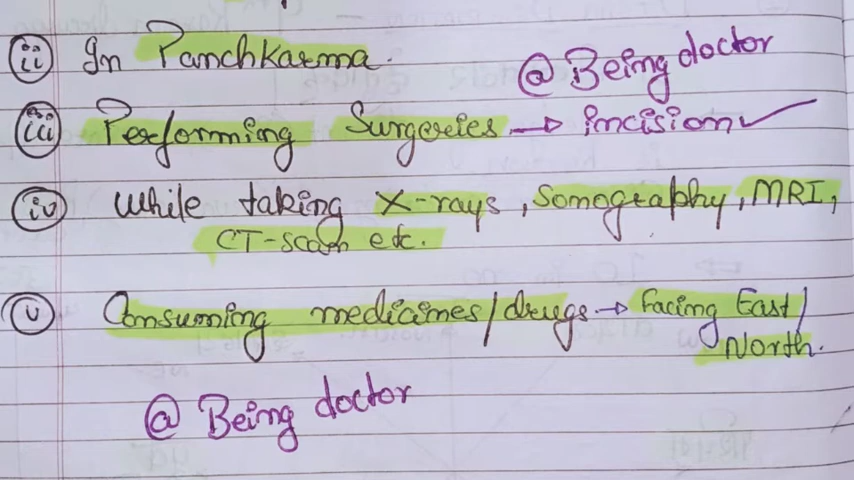 (ii) In Panchkarma.
@ Being doctor
(iii) Performing Surgeries → incision ✓
(iv) While taking X-rays, Sonography, MRI,
CT-scan etc.
(v) Consuming medicines/drugs → facing East/
North.
@ Being doctor